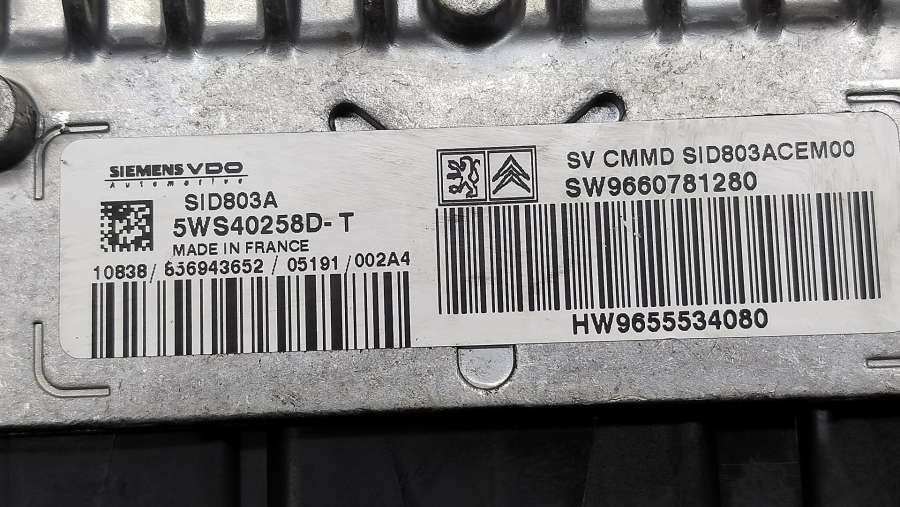 SIEMENS VDO
Automotive
SID803A
5WS40258D-T
MADE IN FRANCE
10838/656943652/05191/002A4
SV CMMD SID803ACEM00
SW9660781280
HW9655534080